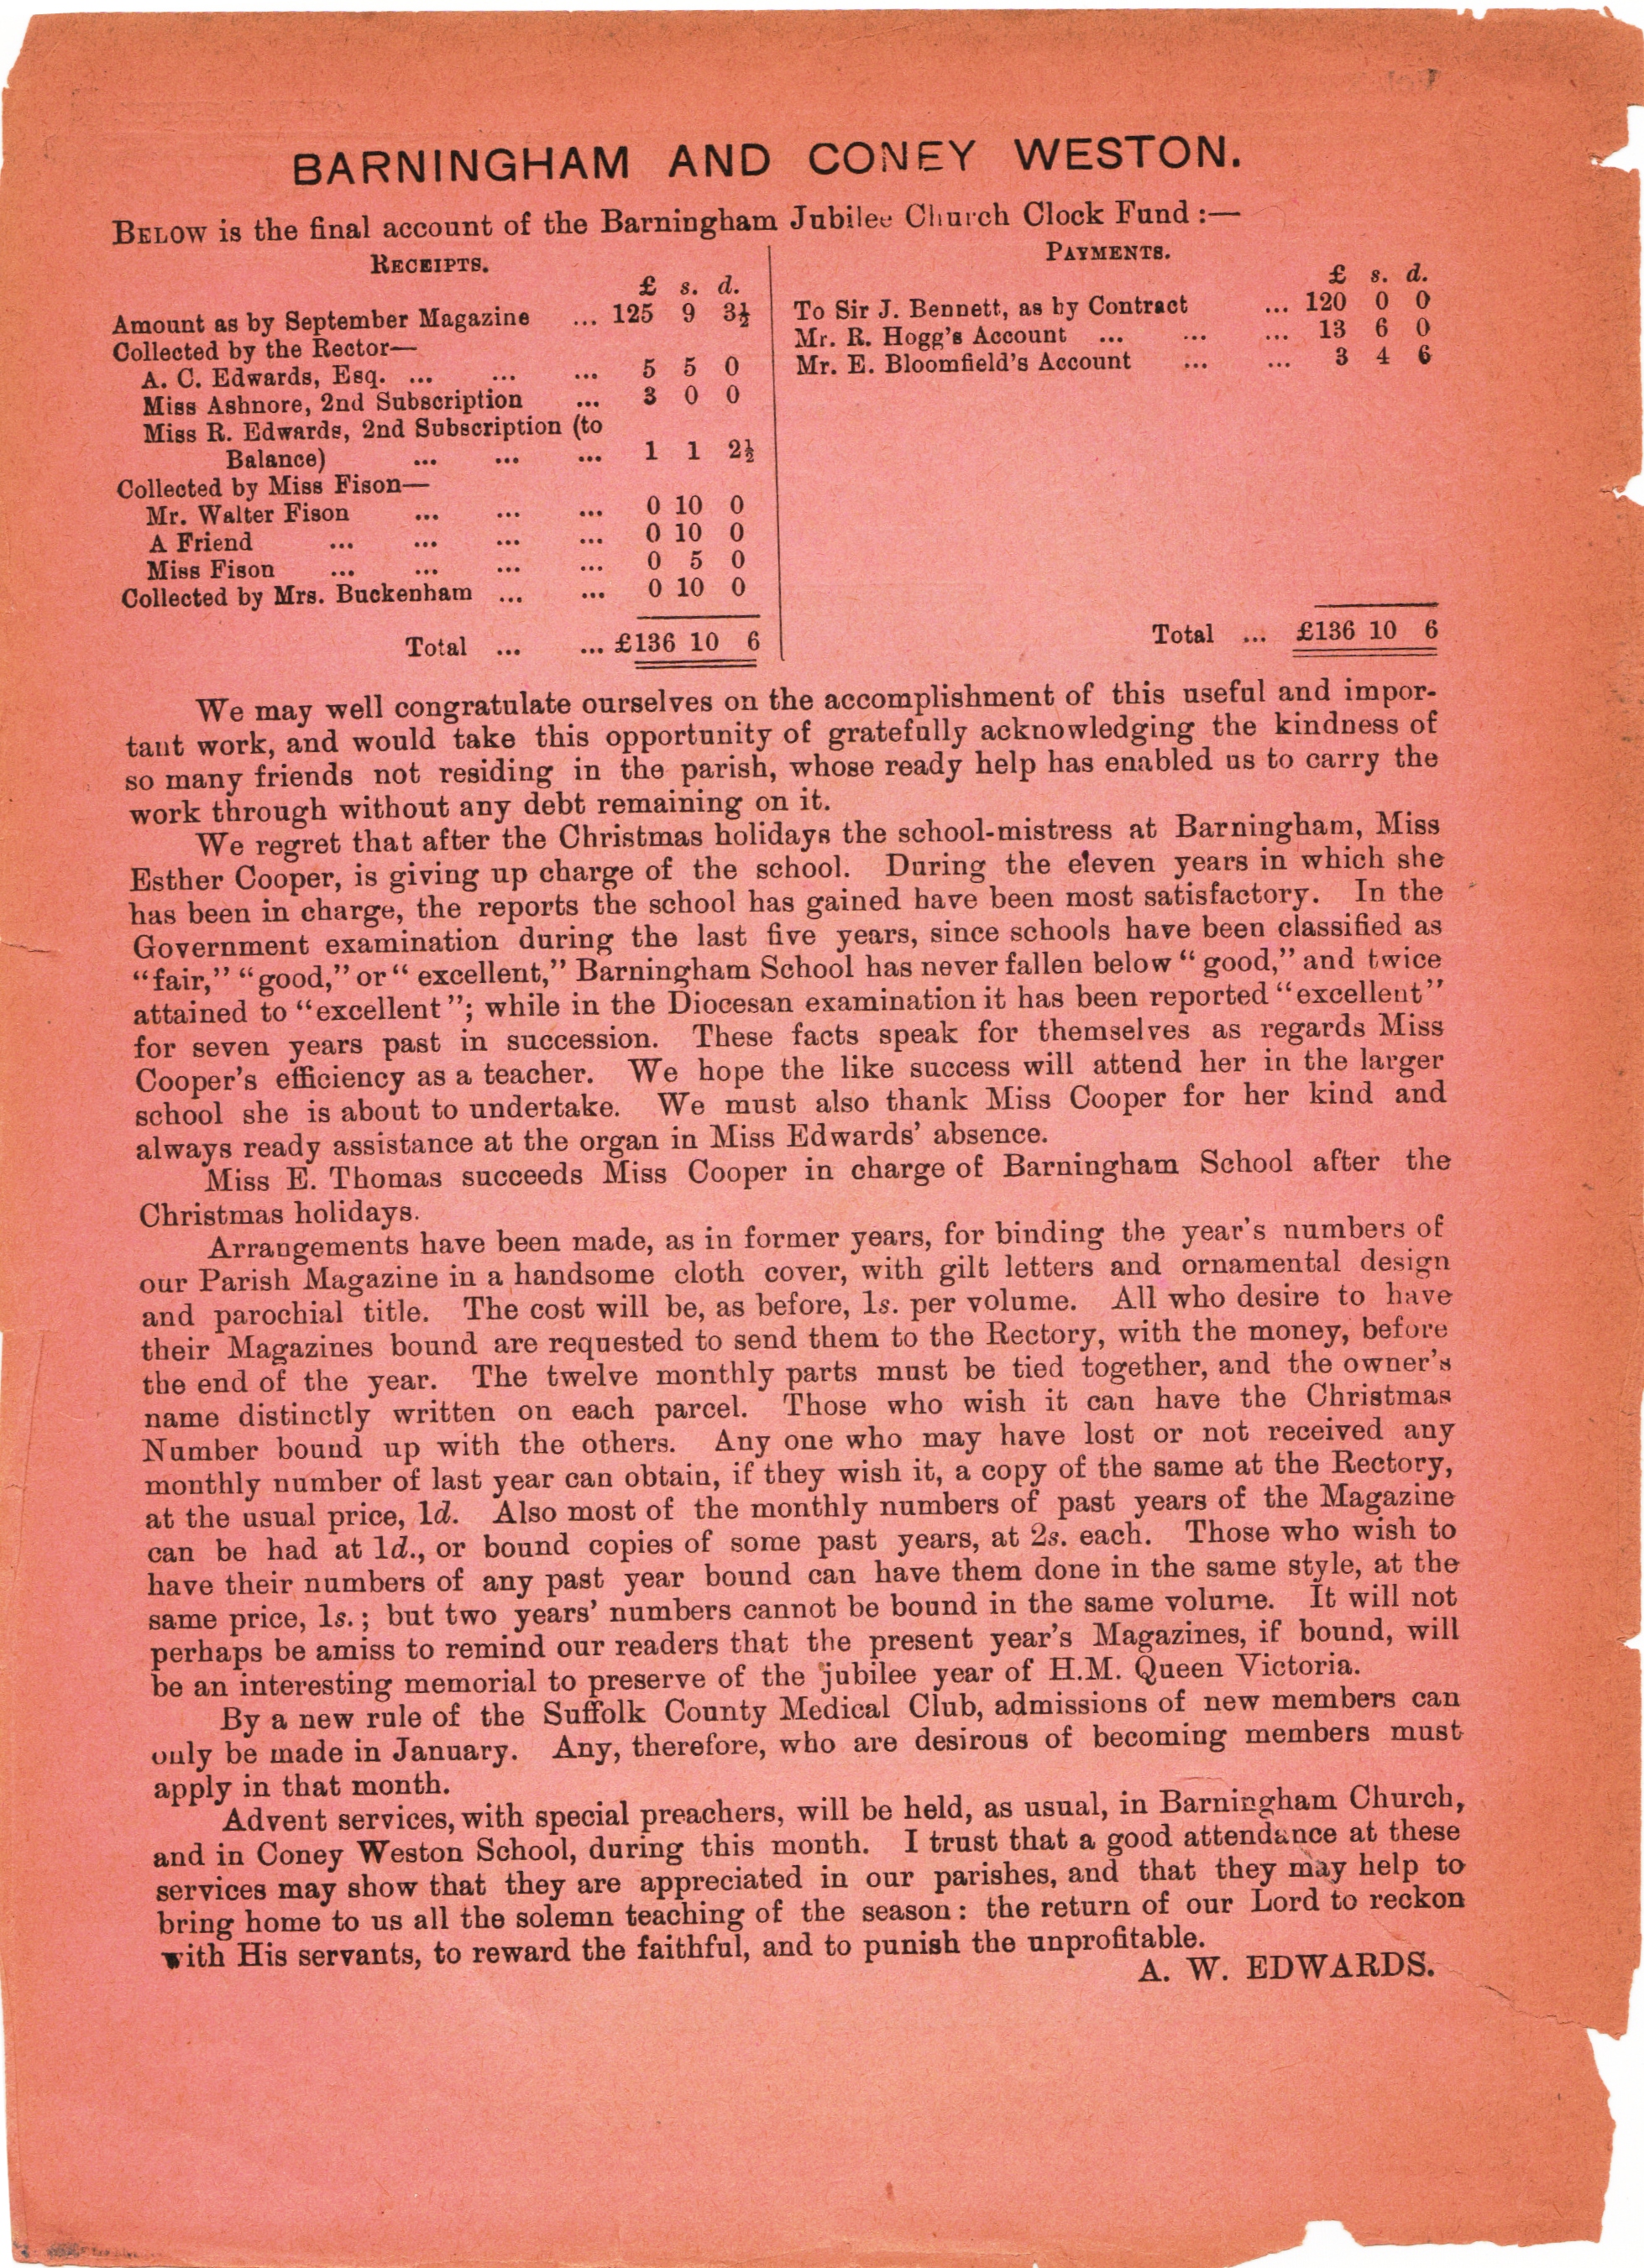 BARNINGHAM AND CONEY WESTON.
BELOW is the final account of the Barningham Jubilee Church Clock Fund :—
RECEIPTS.
£ s. d.
Amount as by September Magazine ... 125 9 3½
Collected by the Rector—
A. C. Edwards, Esq. ... ... ... 5 5 0
Miss Ashnore, 2nd Subscription ... 3 0 0
Miss R. Edwards, 2nd Subscription (to
Balance) ... ... ... 1 1 2½
Collected by Miss Fison—
Mr. Walter Fison ... ... ... 0 10 0
A Friend ... ... ... ... 0 10 0
Miss Fison ... ... ... ... 0 5 0
Collected by Mrs. Buckenham ... ... 0 10 0
Total ... ... £136 10 6
PAYMENTS.
£ s. d.
To Sir J. Bennett, as by Contract ... 120 0 0
Mr. R. Hogg's Account ... ... ... 13 6 0
Mr. E. Bloomfield's Account ... ... 3 4 6
Total ... £136 10 6
We may well congratulate ourselves on the accomplishment of this useful and impor-
tant work, and would take this opportunity of gratefully acknowledging the kindness of
so many friends not residing in the parish, whose ready help has enabled us to carry the
work through without any debt remaining on it.
We regret that after the Christmas holidays the school-mistress at Barningham, Miss
Esther Cooper, is giving up charge of the school. During the eleven years in which she
has been in charge, the reports the school has gained have been most satisfactory. In the
Government examination during the last five years, since schools have been classified as
"fair," "good," or "excellent," Barningham School has never fallen below "good," and twice
attained to "excellent"; while in the Diocesan examination it has been reported "excellent"
for seven years past in succession. These facts speak for themselves as regards Miss
Cooper's efficiency as a teacher. We hope the like success will attend her in the larger
school she is about to undertake. We must also thank Miss Cooper for her kind and
always ready assistance at the organ in Miss Edwards' absence.
Miss E. Thomas succeeds Miss Cooper in charge of Barningham School after the
Christmas holidays.
Arrangements have been made, as in former years, for binding the year's numbers of
our Parish Magazine in a handsome cloth cover, with gilt letters and ornamental design
and parochial title. The cost will be, as before, 1s. per volume. All who desire to have
their Magazines bound are requested to send them to the Rectory, with the money, before
the end of the year. The twelve monthly parts must be tied together, and the owner's
name distinctly written on each parcel. Those who wish it can have the Christmas
Number bound up with the others. Any one who may have lost or not received any
monthly number of last year can obtain, if they wish it, a copy of the same at the Rectory,
at the usual price, 1d. Also most of the monthly numbers of past years of the Magazine
can be had at 1d., or bound copies of some past years, at 2s. each. Those who wish to
have their numbers of any past year bound can have them done in the same style, at the
same price, 1s.; but two years' numbers cannot be bound in the same volume. It will not
perhaps be amiss to remind our readers that the present year's Magazines, if bound, will
be an interesting memorial to preserve of the jubilee year of H.M. Queen Victoria.
By a new rule of the Suffolk County Medical Club, admissions of new members can
only be made in January. Any, therefore, who are desirous of becoming members must
apply in that month.
Advent services, with special preachers, will be held, as usual, in Barningham Church,
and in Coney Weston School, during this month. I trust that a good attendance at these
services may show that they are appreciated in our parishes, and that they may help to
bring home to us all the solemn teaching of the season: the return of our Lord to reckon
with His servants, to reward the faithful, and to punish the unprofitable.
A. W. EDWARDS.